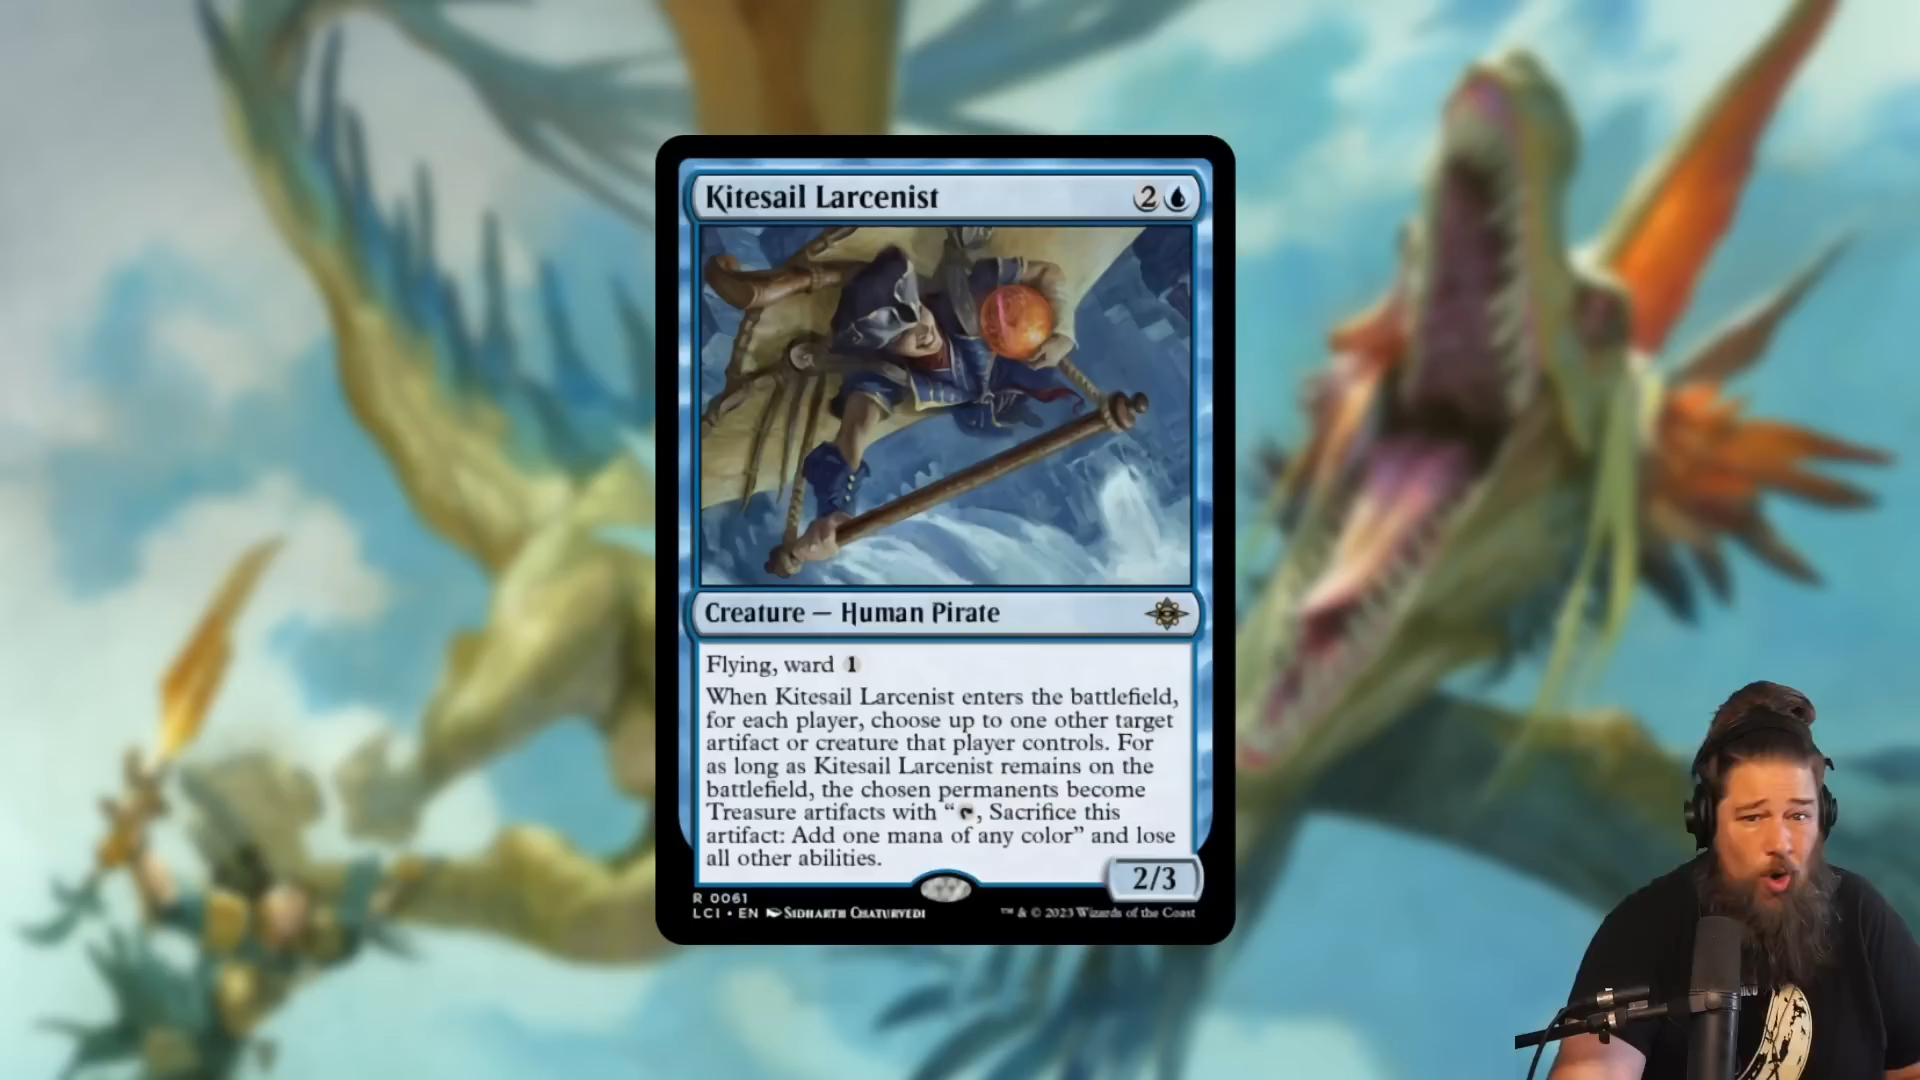 Kitesail Larcenist 2
Creature — Human Pirate
Flying, ward 1
When Kitesail Larcenist enters the battlefield,
for each player, choose up to one other target
artifact or creature that player controls. For
as long as Kitesail Larcenist remains on the
battlefield, the chosen permanents become
Treasure artifacts with “, Sacrifice this
artifact: Add one mana of any color” and lose
all other abilities.
2/3
R 0061
LCI • EN Sidharth Chaturvedi
™ & © 2023 Wizards of the Coast